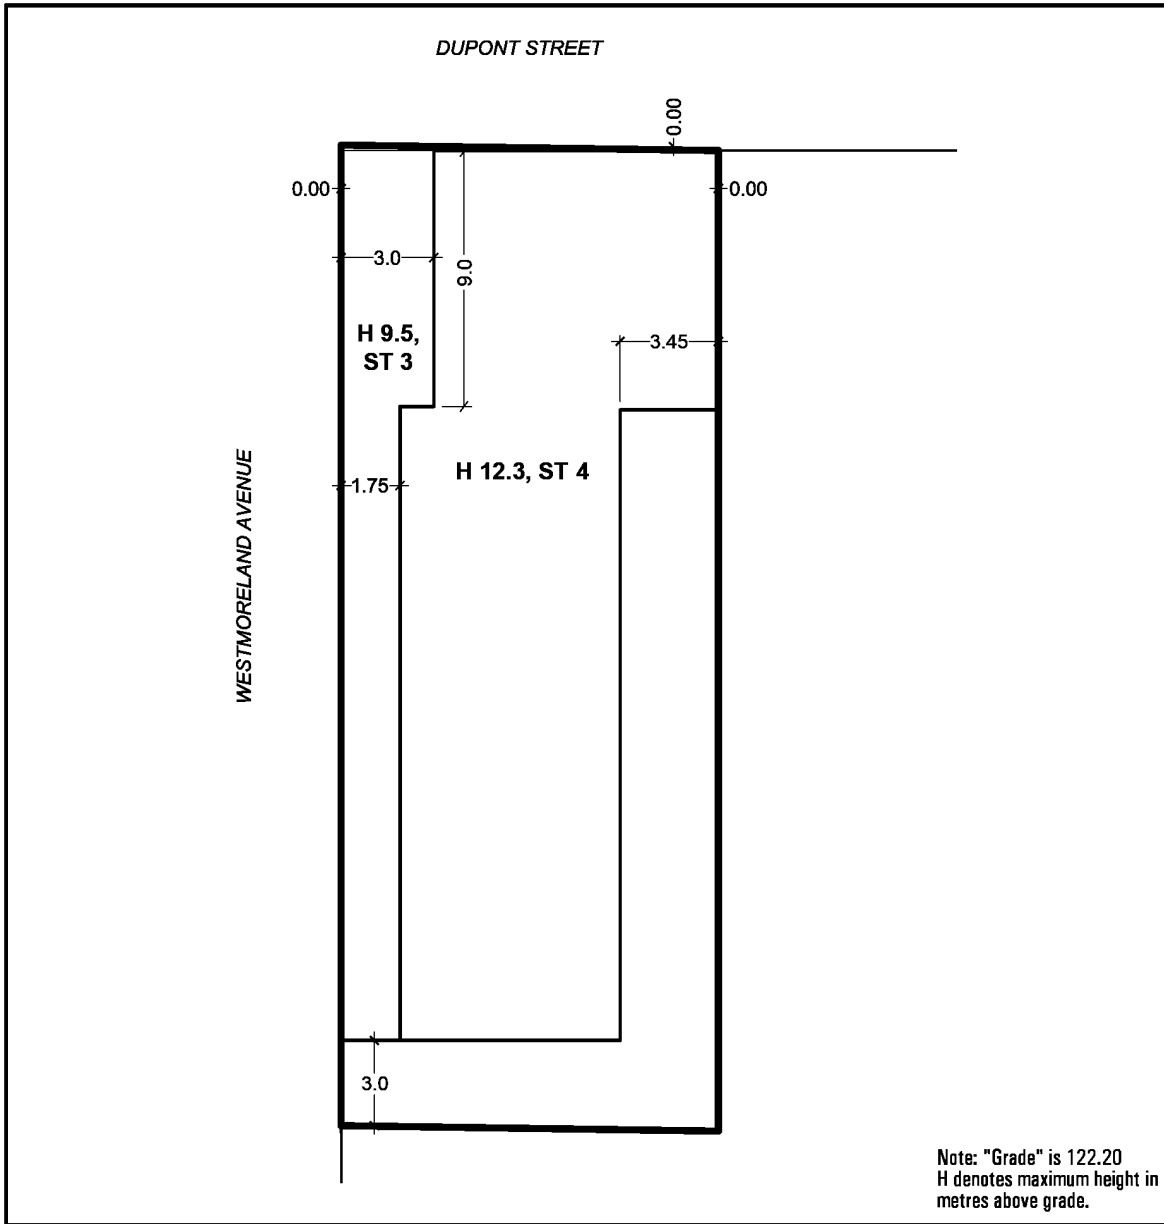 DUPONT STREET
0.00
0.00
0.00
3.0
9.0
H 9.5,
ST 3
3.45
WESTMORELAND AVENUE
H 12.3, ST 4
1.75
3.0
Note: "Grade" is 122.20
H denotes maximum height in
metres above grade.